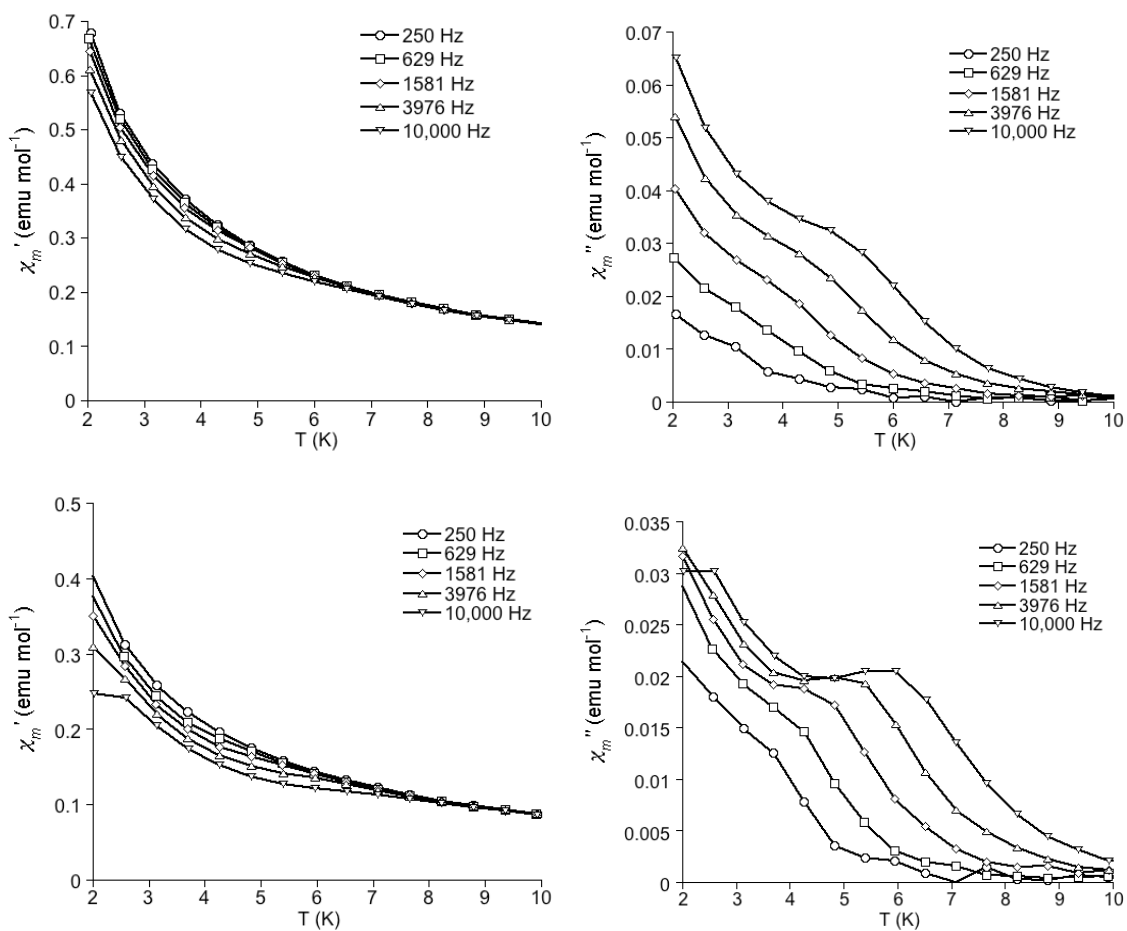 0.7
0.6
0.5
0.4
0.3
0.2
0.1
0
χm' (emu mol-1)
250 Hz
629 Hz
1581 Hz
3976 Hz
10,000 Hz
2 3 4 5 6 7 8 9 10
T (K)
0.07
0.06
0.05
0.04
0.03
0.02
0.01
0
χm'' (emu mol-1)
250 Hz
629 Hz
1581 Hz
3976 Hz
10,000 Hz
2 3 4 5 6 7 8 9 10
T (K)
0.5
0.4
0.3
0.2
0.1
0
χm' (emu mol-1)
250 Hz
629 Hz
1581 Hz
3976 Hz
10,000 Hz
2 3 4 5 6 7 8 9 10
T (K)
0.035
0.03
0.025
0.02
0.015
0.01
0.005
0
χm'' (emu mol-1)
250 Hz
629 Hz
1581 Hz
3976 Hz
10,000 Hz
2 3 4 5 6 7 8 9 10
T (K)